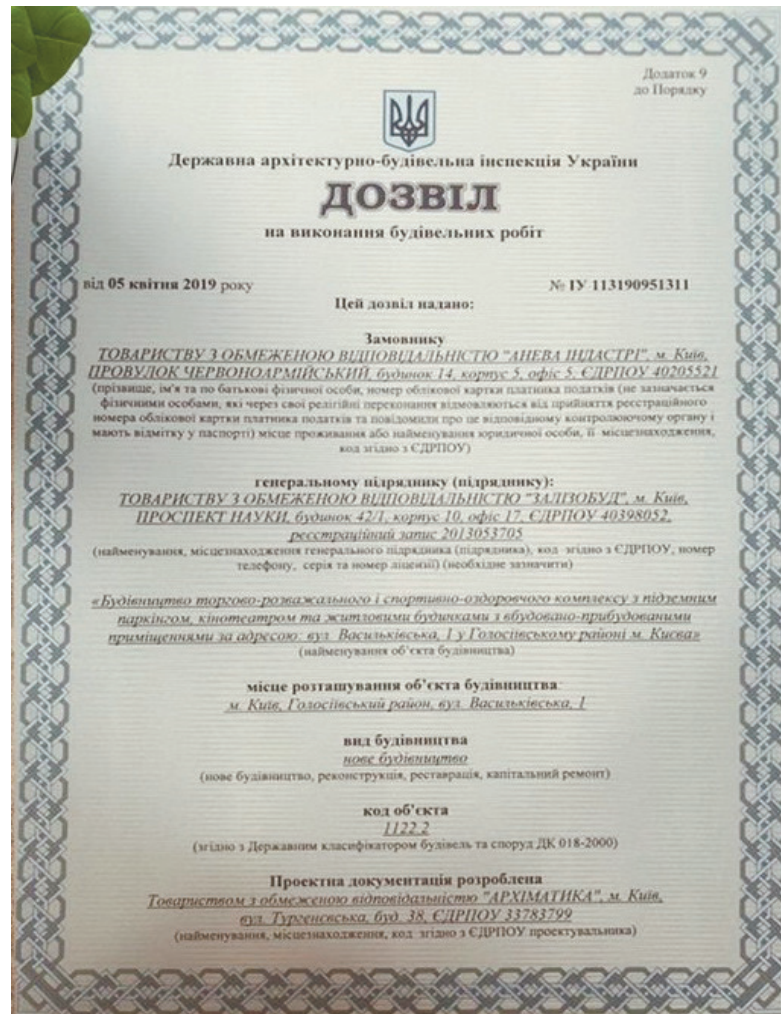 Додаток 9
до Порядку
Державна архітектурно-будівельна інспекція України
ДОЗВІЛ
на виконання будівельних робіт
від 05 квітня 2019 року № ІУ 113190951311
Цей дозвіл надано:
Замовнику
ТОВАРИСТВУ З ОБМЕЖЕНОЮ ВІДПОВІДАЛЬНІСТЮ "АНЕВА ІНДАСТРІ", м. Київ,
ПРОВУЛОК ЧЕРВОНОАРМІЙСЬКИЙ, будинок 14, корпус 5, офіс 5, ЄДРПОУ 40205521
(прізвище, ім'я та по батькові фізичної особи, номер облікової картки платника податків (не зазначається
фізичними особами, які через свої релігійні переконання відмовляються від прийняття реєстраційного
номера облікової картки платника податків та повідомили про це відповідному контролюючому органу і
мають відмітку у паспорті) місце проживання або найменування юридичної особи, її місцезнаходження,
код згідно з ЄДРПОУ)
генеральному підряднику (підряднику):
ТОВАРИСТВУ З ОБМЕЖЕНОЮ ВІДПОВІДАЛЬНІСТЮ "ЗАЛІЗОБУД", м. Київ,
ПРОСПЕКТ НАУКИ, будинок 42/1, корпус 10, офіс 17, ЄДРПОУ 40398052,
реєстраційний запис 2013053705
(найменування, місцезнаходження генерального підрядника (підрядника), код згідно з ЄДРПОУ, номер
телефону, серія та номер ліцензії) (необхідне зазначити)
«Будівництво торгово-розважального і спортивно-оздоровчого комплексу з підземним
паркінгом, кінотеатром та житловими будинками з вбудовано-прибудованими
приміщеннями за адресою: вул. Васильківська, 1 у Голосіївському районі м. Києва»
(найменування об'єкта будівництва)
місце розташування об'єкта будівництва:
м. Київ, Голосіївський район, вул. Васильківська, 1
вид будівництва
нове будівництво
(нове будівництво, реконструкція, реставрація, капітальний ремонт)
код об'єкта
1122.2
(згідно з Державним класифікатором будівель та споруд ДК 018-2000)
Проектна документація розроблена
Товариством з обмеженою відповідальністю "АРХІМАТИКА", м. Київ,
вул. Тургенєвська, буд. 38, ЄДРПОУ 33783799
(найменування, місцезнаходження, код згідно з ЄДРПОУ проектувальника)